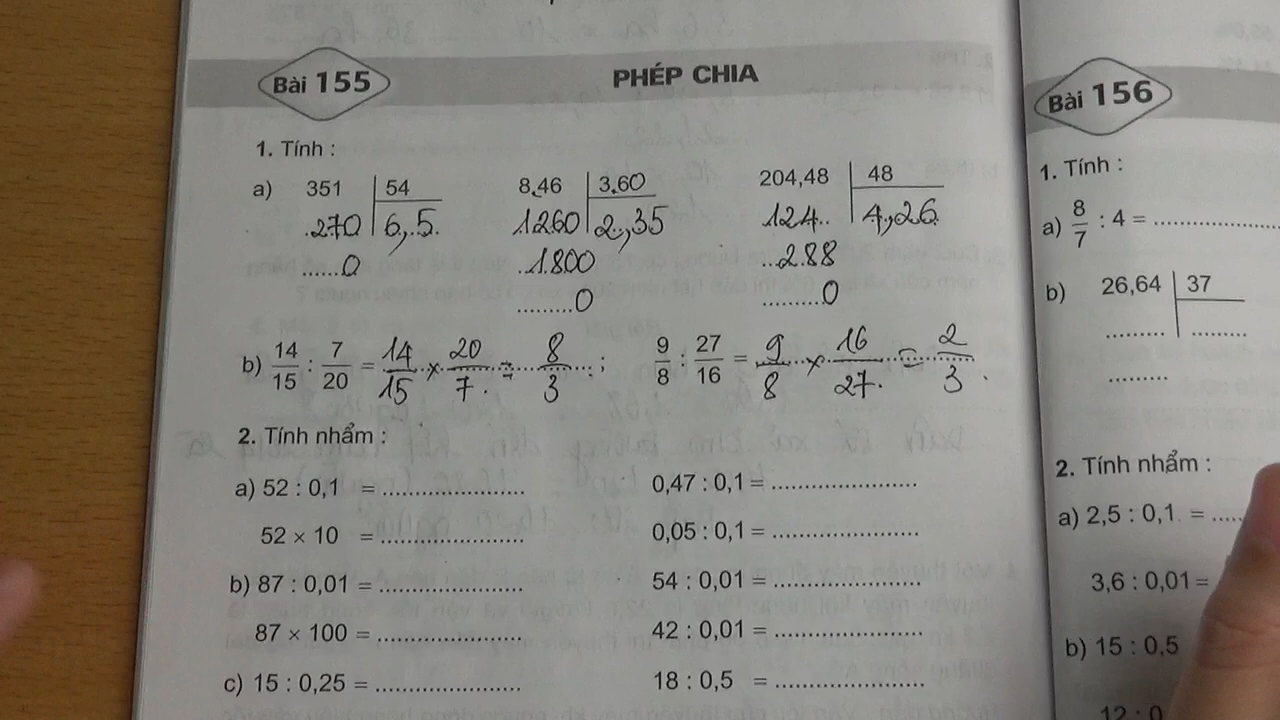 Bài 155 PHÉP CHIA
1. Tính :
a) 351 54 8,46 3,60 204,48 48
270 6,5 1260 2,35 124 4,26
0 1800 288
0 0
b) 14/15 : 7/20 = 14/15 × 20/7 = 8/3 ; 9/8 : 27/16 = 9/8 × 16/27 = 2/3
2. Tính nhẩm :
a) 52 : 0,1 = .................... 0,47 : 0,1 = ....................
52 × 10 = .................... 0,05 : 0,1 = ....................
b) 87 : 0,01 = .................... 54 : 0,01 = ....................
87 × 100 = .................... 42 : 0,01 = ....................
c) 15 : 0,25 = .................... 18 : 0,5 = ....................
Bài 156
1. Tính :
a) 8/7 : 4 = ....................
b) 26,64 37
.......... ..........
..........
2. Tính nhẩm :
a) 2,5 : 0,1 = .....
3,6 : 0,01 =
b) 15 : 0,5